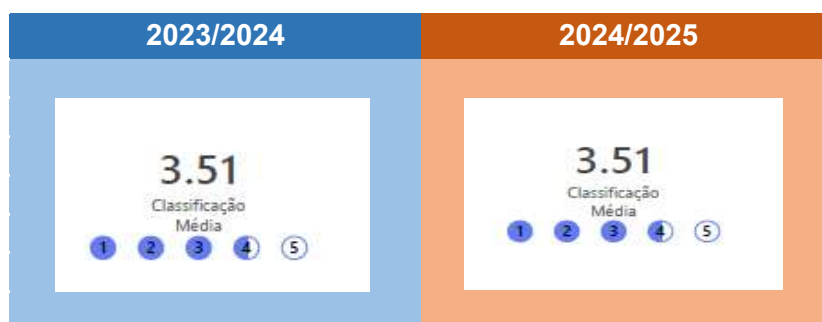 2023/2024
2024/2025
3.51
Classificação
Média
1 2 3 4 5
3.51
Classificação
Média
1 2 3 4 5